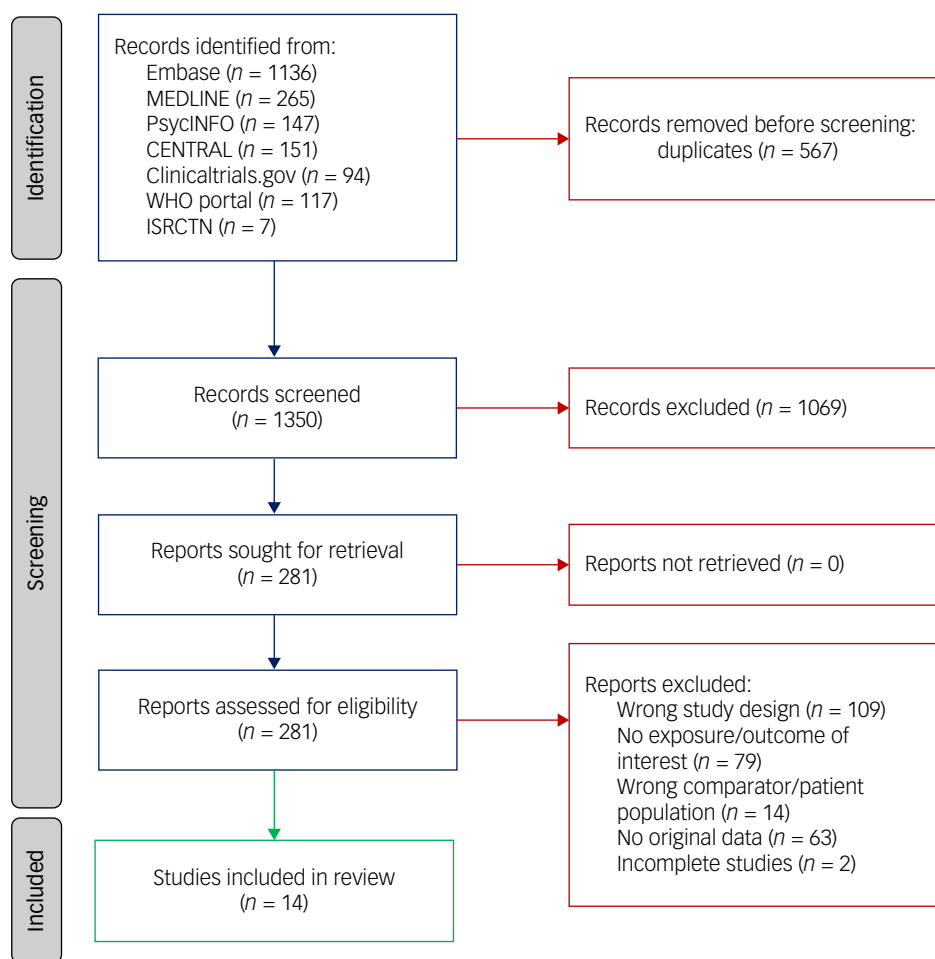 Identification
Records identified from:
Embase (n = 1136)
MEDLINE (n = 265)
PsycINFO (n = 147)
CENTRAL (n = 151)
Clinicaltrials.gov (n = 94)
WHO portal (n = 117)
ISRCTN (n = 7)
Records removed before screening:
duplicates (n = 567)
Screening
Records screened
(n = 1350)
Records excluded (n = 1069)
Reports sought for retrieval
(n = 281)
Reports not retrieved (n = 0)
Reports assessed for eligibility
(n = 281)
Reports excluded:
Wrong study design (n = 109)
No exposure/outcome of
interest (n = 79)
Wrong comparator/patient
population (n = 14)
No original data (n = 63)
Incomplete studies (n = 2)
Included
Studies included in review
(n = 14)